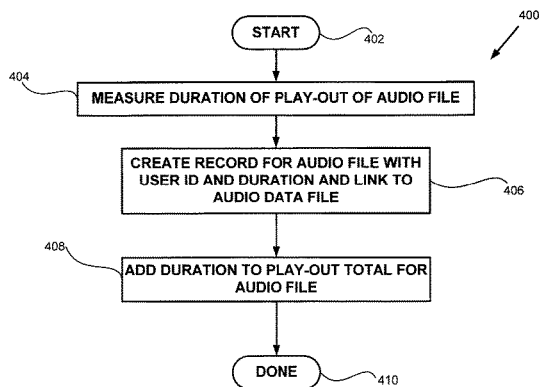 400
START
402
404
MEASURE DURATION OF PLAY-OUT OF AUDIO FILE
CREATE RECORD FOR AUDIO FILE WITH
USER ID AND DURATION AND LINK TO
AUDIO DATA FILE
406
408
ADD DURATION TO PLAY-OUT TOTAL FOR
AUDIO FILE
DONE
410